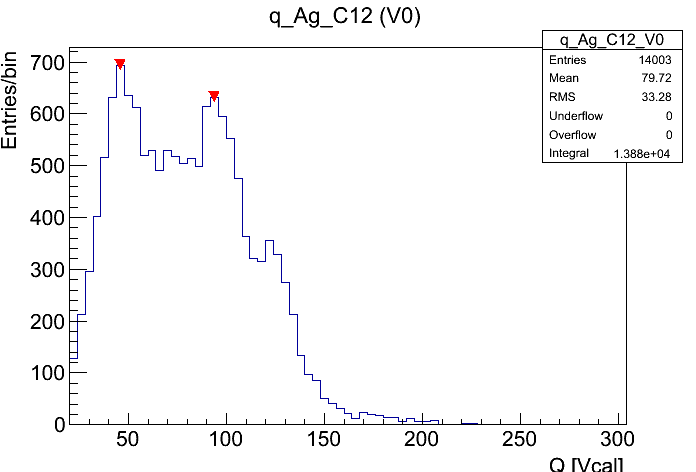 q_Ag_C12 (V0)
q_Ag_C12_V0
Entries 14003
Mean 79.72
RMS 33.28
Underflow 0
Overflow 0
Integral 1.388e+04
Entries/bin
700
600
500
400
300
200
100
0
50 100 150 200 250 300
Q [Vcal]